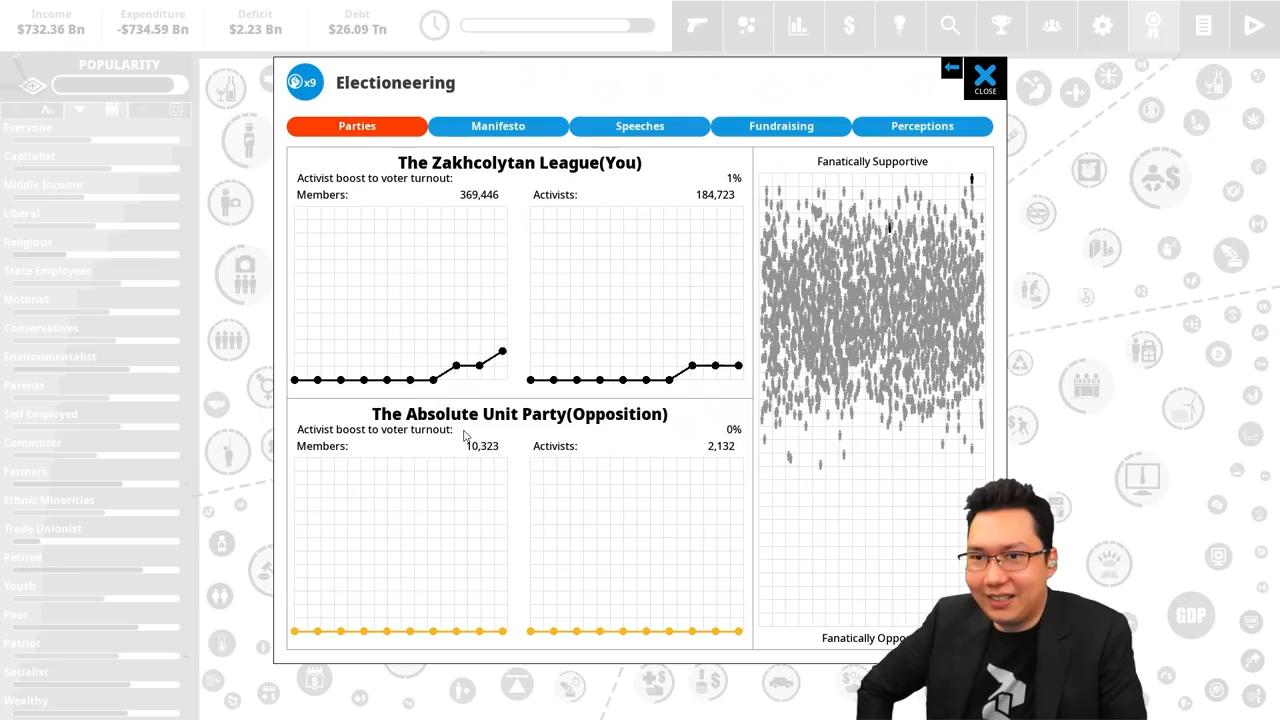 Income
$732.36 Bn
Expenditure
-$734.59 Bn
Deficit
$2.23 Bn
Debt
$26.09 Tn
POPULARITY
Everyone
Capitalist
Middle Income
Liberal
Religious
State Employees
Motorist
Conservatives
Environmentalist
Parents
Self Employed
Commuter
Farmers
Ethnic Minorities
Trade Unionist
Retired
Youth
Poor
Patriot
Socialist
Wealthy
x9
Electioneering
CLOSE
Parties
Manifesto
Speeches
Fundraising
Perceptions
The Zakhcolytan League(You)
Activist boost to voter turnout: 1%
Members: 369,446
Activists: 184,723
The Absolute Unit Party(Opposition)
Activist boost to voter turnout: 0%
Members: 10,323
Activists: 2,132
Fanatically Supportive
Fanatically Oppo
GDP